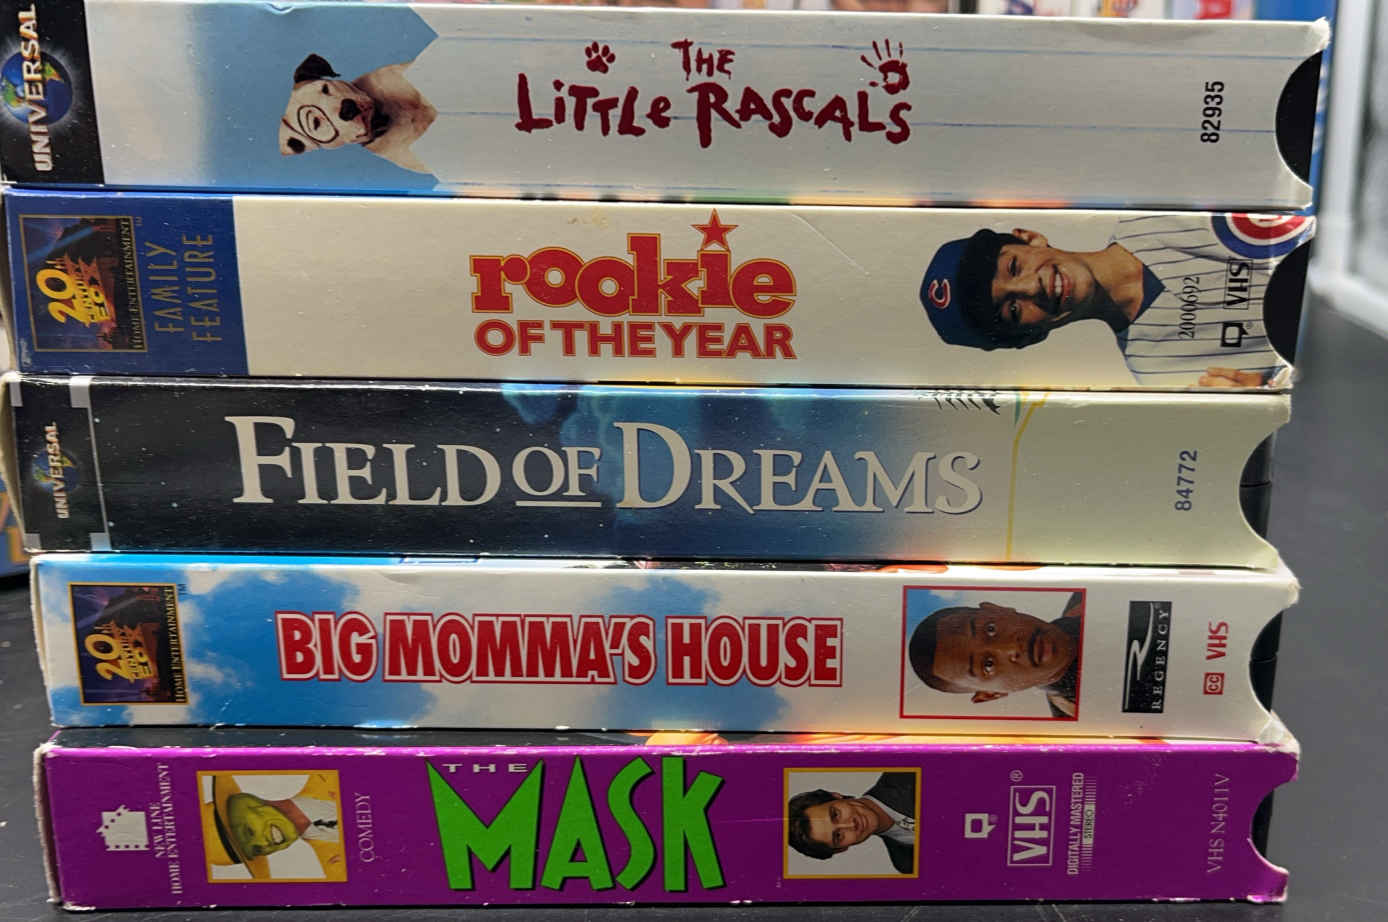 UNIVERSAL
THE
LITTLE RASCALS
82935
20th CENTURY FOX
HOME ENTERTAINMENT
FAMILY
FEATURE
rookie
OF THE YEAR
C
2000692
VHS
UNIVERSAL
FIELD OF DREAMS
84772
20th CENTURY FOX
HOME ENTERTAINMENT
TM
BIG MOMMA'S HOUSE
R
REGENCY
CC VHS
NEW LINE
HOME ENTERTAINMENT
COMEDY
THE
MASK
VHS
®
DIGITALLY MASTERED
STEREO
VHS N4011V